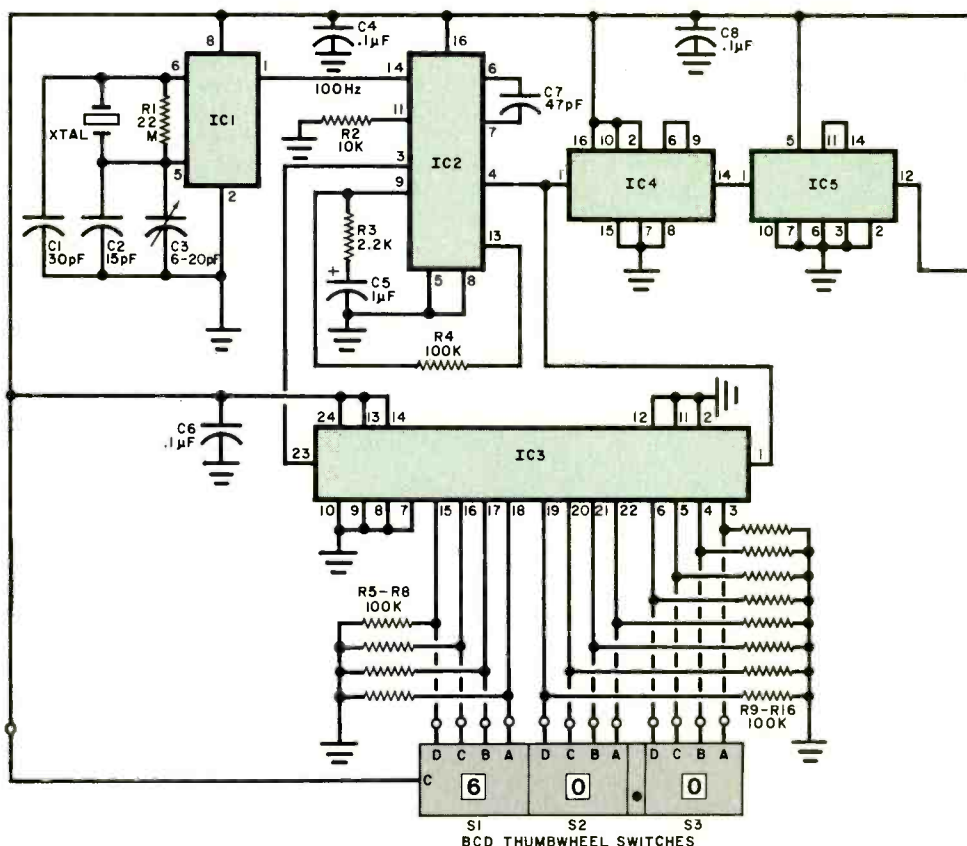 C4
.1µF
C8
.1µF
8
16
6
1
14
6
5
11 14
100Hz
C7
47pF
7
XTAL
R1
22
M
IC1
R2
10K
11
3
IC2
16 10 2
6 9
5
2
9
4
1
IC4
14
1
IC5
12
C1
30pF
C2
15pF
C3
6-20pF
R3
2.2K
13
15 7 8
10 7 6 3 2
+
C5
1µF
5 8
R4
100K
C6
.1µF
24 13 14
12 11 2
23
IC3
1
10 9 8 7 15 16 17 18 19 20 21 22 6 5 4 3
R5-R8
100K
R9-R16
100K
D C B A D C B A D C B A
C
6
0
0
S1
S2
S3
BCD THUMBWHEEL SWITCHES